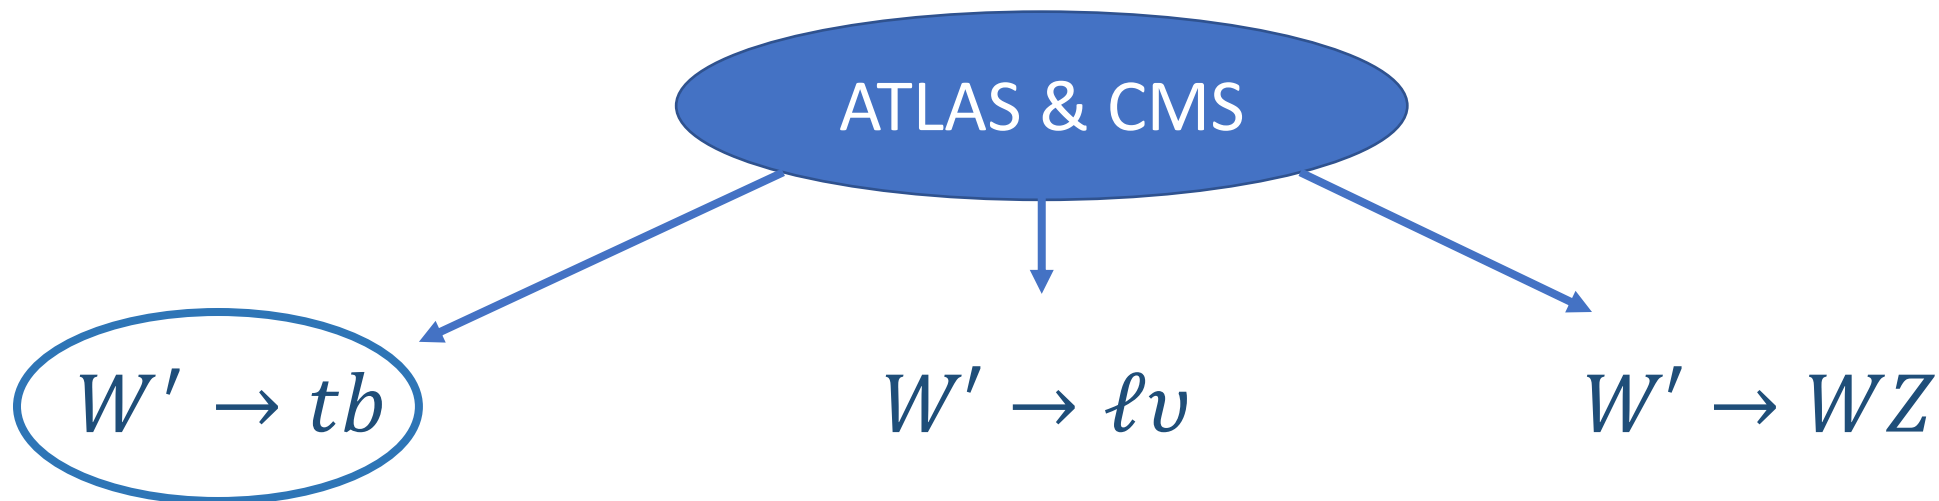 ATLAS & CMS
W′ → tb
W′ → ℓυ
W′ → WZ